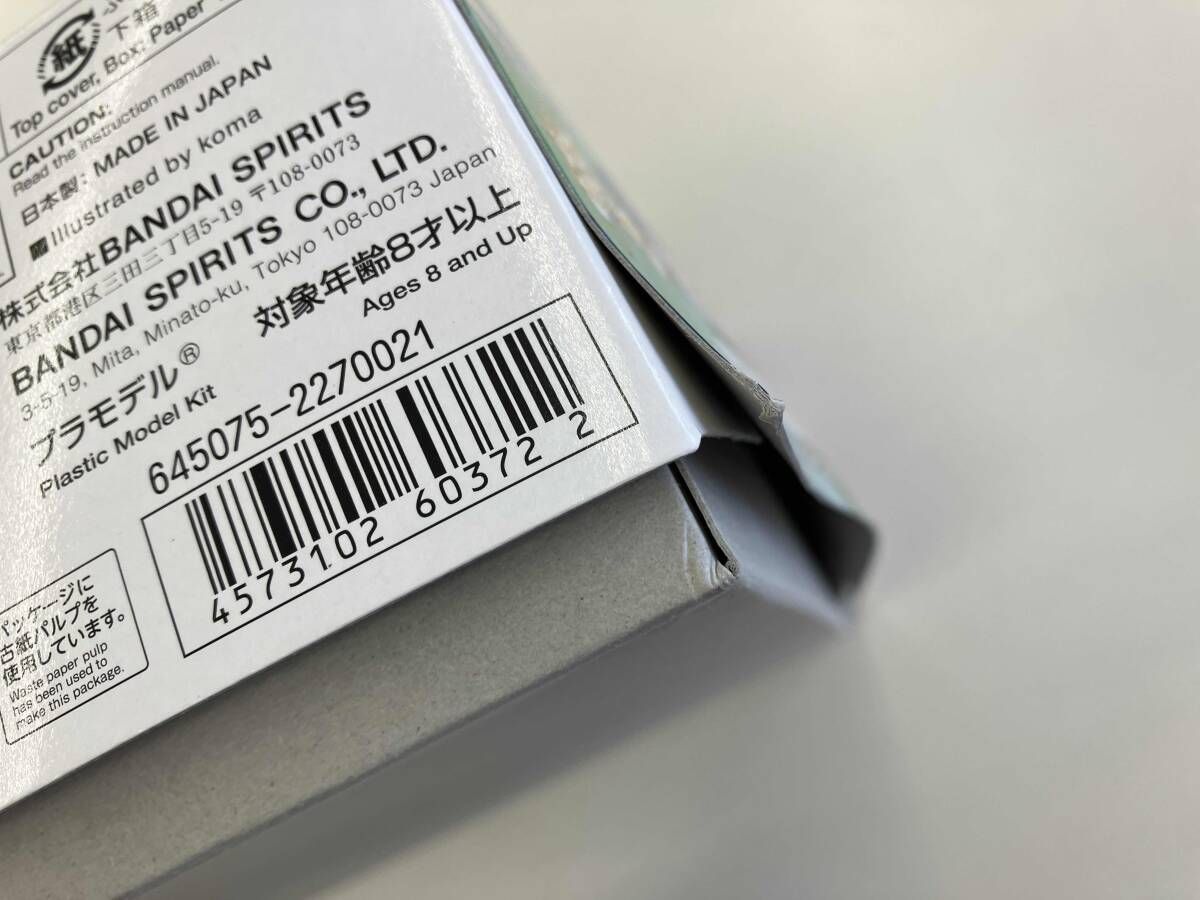 紙
下箱
Top cover, Box: Paper
CAUTION:
Read the instruction manual.
日本製: MADE IN JAPAN
Illustrated by koma
株式会社BANDAI SPIRITS
東京都港区三田三丁目5-19 〒108-0073
BANDAI SPIRITS CO., LTD.
3-5-19, Mita, Minato-ku, Tokyo 108-0073 Japan
プラモデル® 対象年齢8才以上
Plastic Model Kit Ages 8 and Up
645075-2270021
4573102 603722
パッケージに
古紙パルプを
使用しています。
Waste paper pulp
has been used to
make this package.